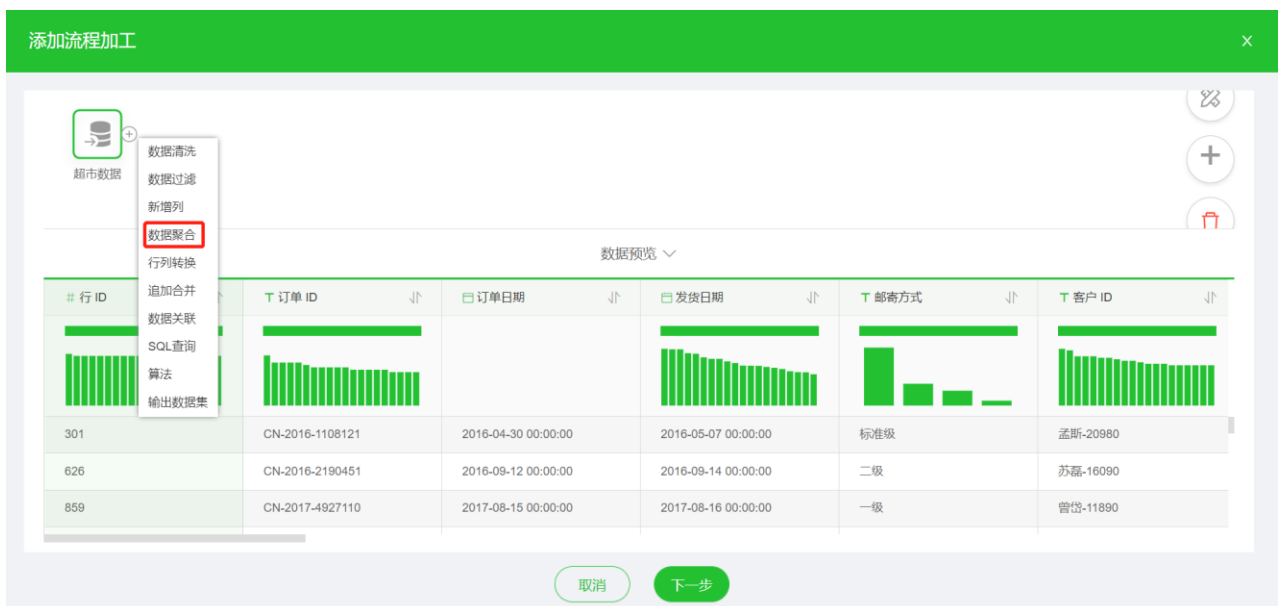 添加流程加工 X
超市数据
数据清洗
数据过滤
新增列
数据聚合
行列转换
追加合并
数据关联
SQL查询
算法
输出数据集
数据预览
# 行 ID T 订单 ID 订单日期 发货日期 T 邮寄方式 T 客户 ID
301 CN-2016-1108121 2016-04-30 00:00:00 2016-05-07 00:00:00 标准级 孟斯-20980
626 CN-2016-2190451 2016-09-12 00:00:00 2016-09-14 00:00:00 二级 苏磊-16090
859 CN-2017-4927110 2017-08-15 00:00:00 2017-08-16 00:00:00 一级 曾岱-11890
取消 下一步